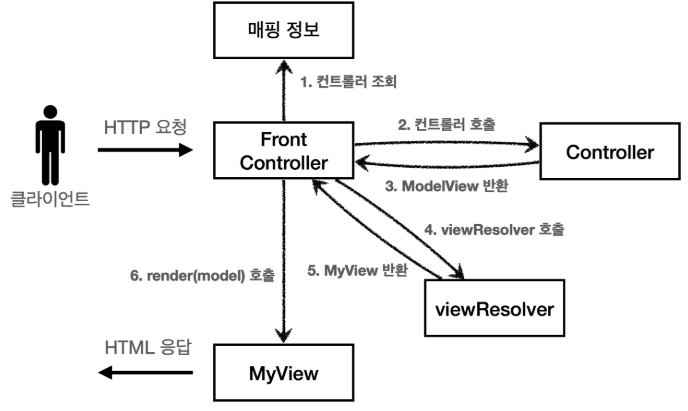 매핑 정보
1. 컨트롤러 조회
HTTP 요청
클라이언트
Front
Controller
2. 컨트롤러 호출
Controller
3. ModelView 반환
4. viewResolver 호출
5. MyView 반환
6. render(model) 호출
viewResolver
HTML 응답
MyView